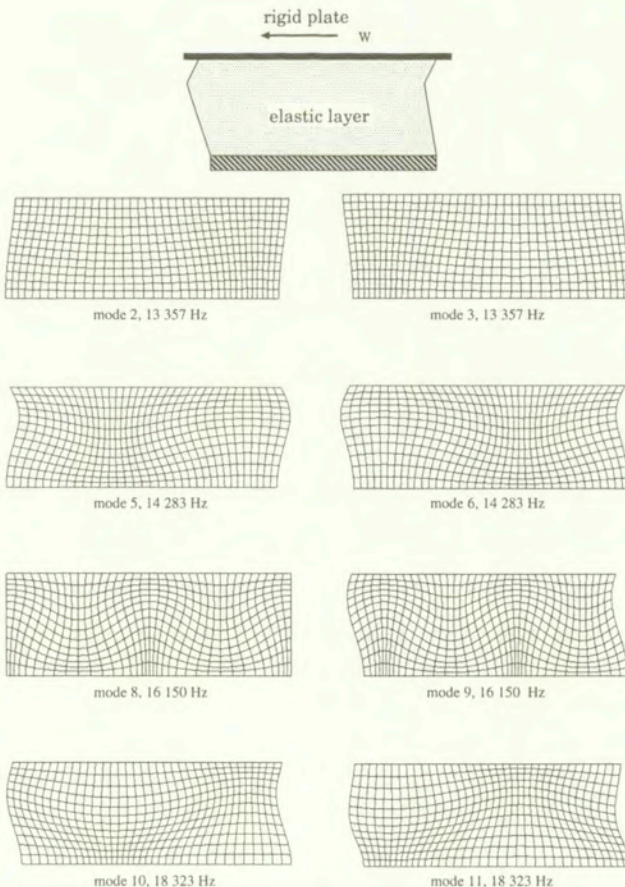 rigid plate
w
elastic layer
mode 2, 13 357 Hz
mode 3, 13 357 Hz
mode 5, 14 283 Hz
mode 6, 14 283 Hz
mode 8, 16 150 Hz
mode 9, 16 150 Hz
mode 10, 18 323 Hz
mode 11, 18 323 Hz